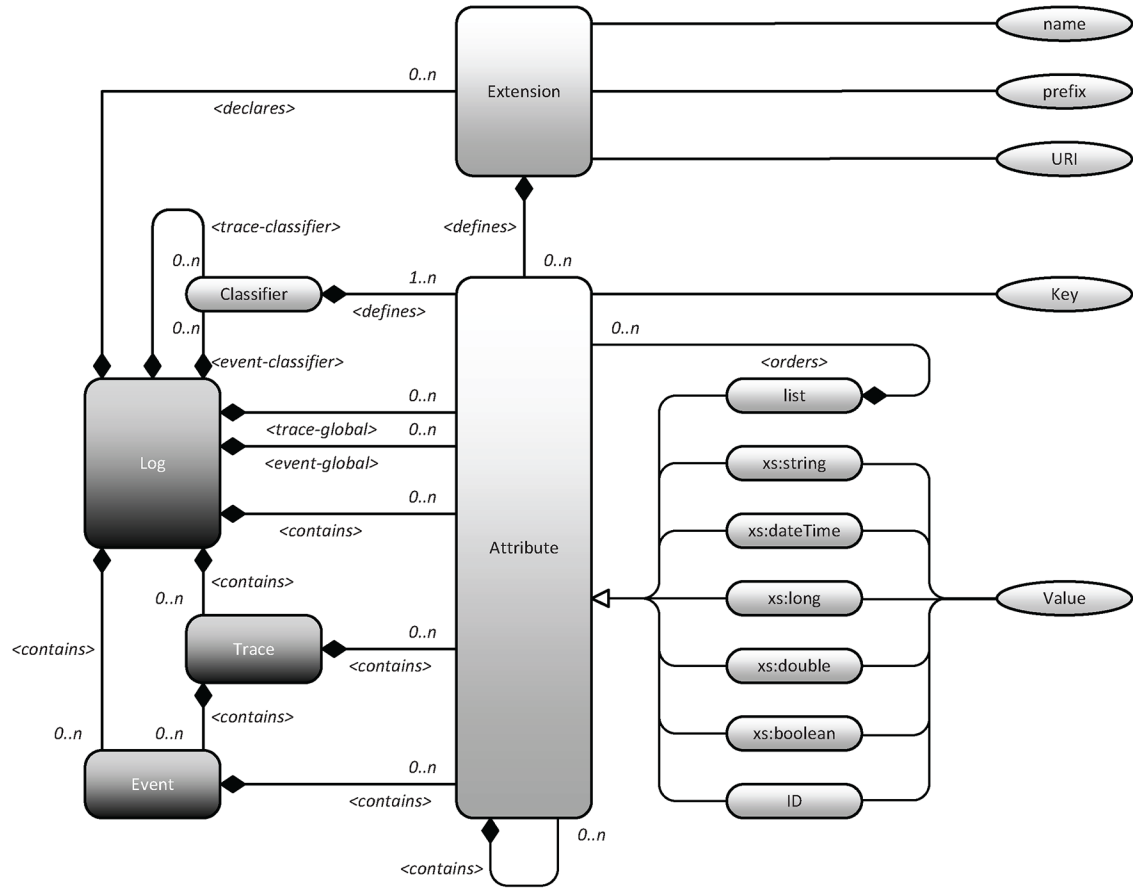 name
0..n
Extension
prefix
<declares>
URI
<trace-classifier>
<defines>
0..n
0..n
1..n
Classifier
Key
<defines>
0..n
0..n
<event-classifier>
<orders>
0..n
list
<trace-global>
0..n
Log
<event-global>
xs:string
0..n
<contains>
xs:dateTime
Attribute
<contains>
0..n
xs:long
Value
0..n
<contains>
Trace
<contains>
xs:double
<contains>
0..n
0..n
xs:boolean
0..n
Event
<contains>
ID
0..n
<contains>